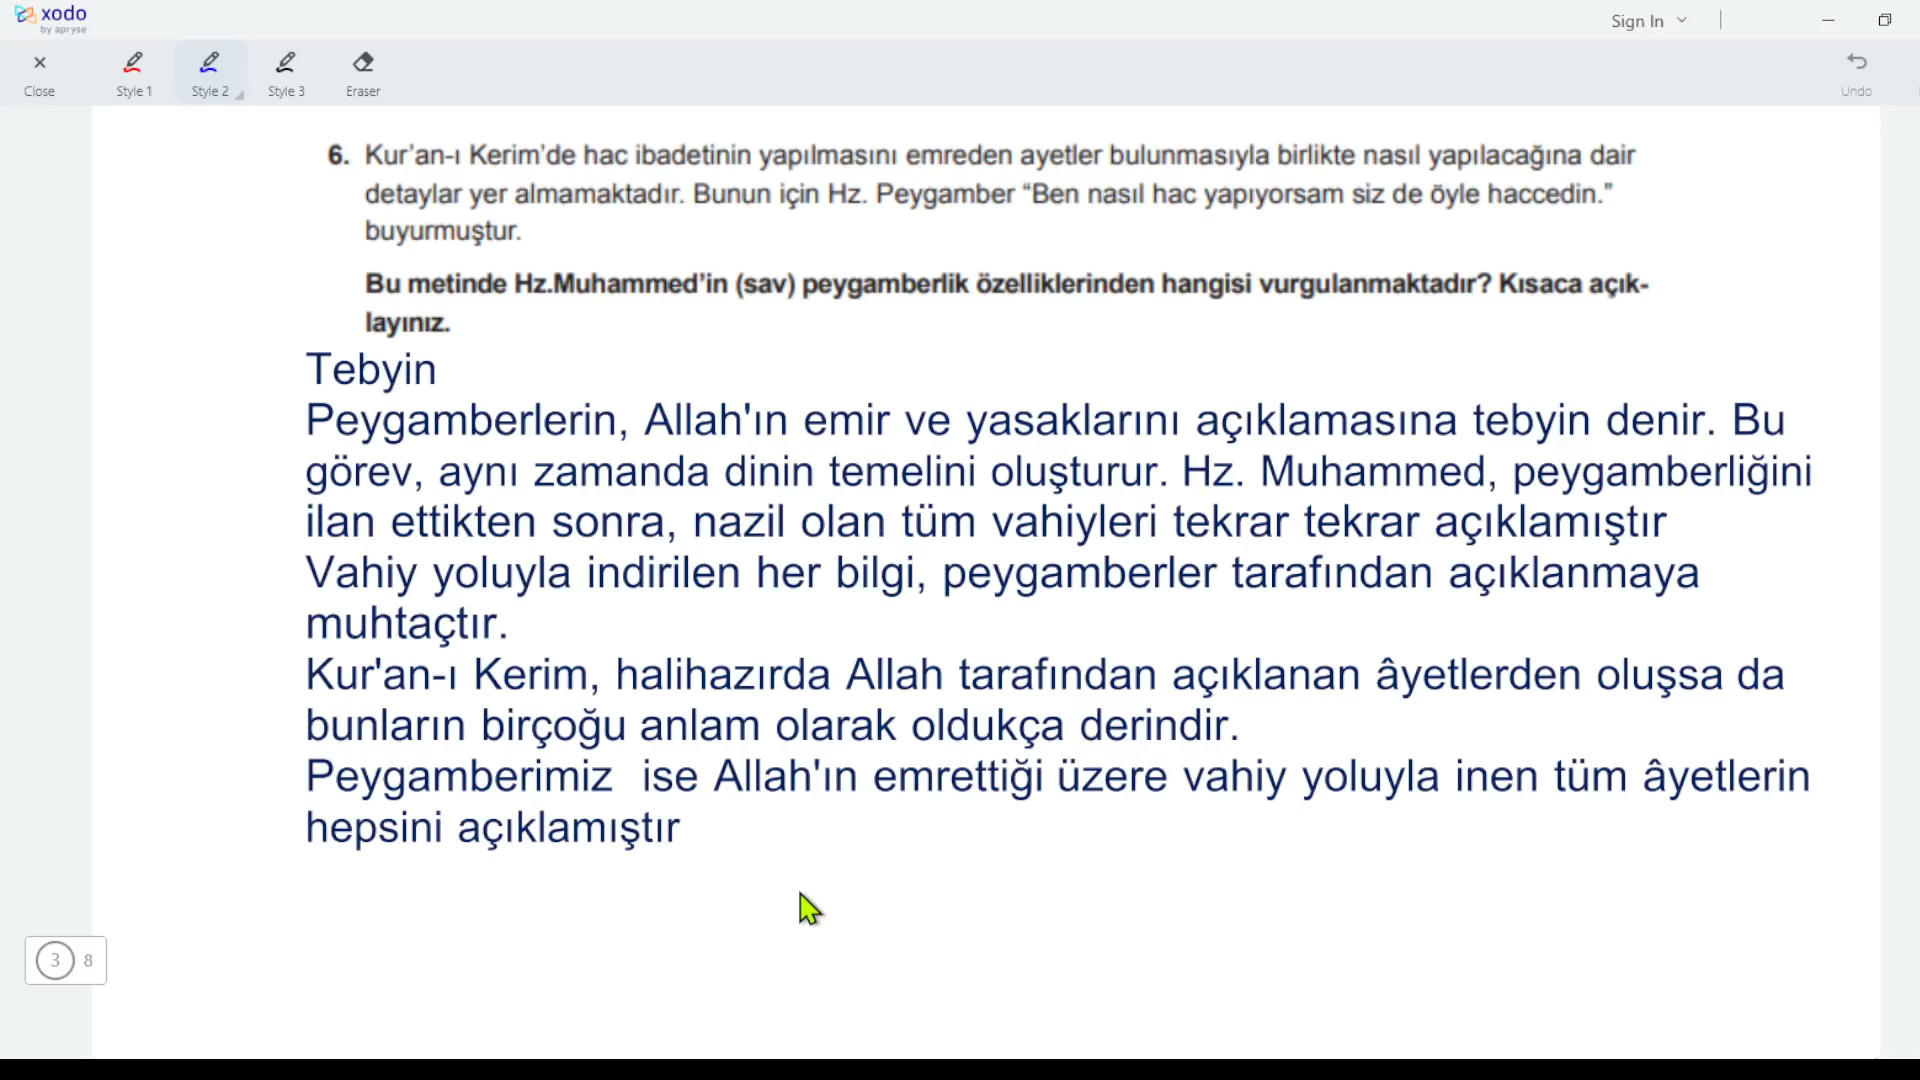 xodo
by apryse
Sign In
Close
Style 1
Style 2
Style 3
Eraser
Undo
6. Kur'an-ı Kerim'de hac ibadetinin yapılmasını emreden ayetler bulunmasıyla birlikte nasıl yapılacağına dair
detaylar yer almamaktadır. Bunun için Hz. Peygamber “Ben nasıl hac yapıyorsam siz de öyle haccedin.”
buyurmuştur.
Bu metinde Hz.Muhammed'in (sav) peygamberlik özelliklerinden hangisi vurgulanmaktadır? Kısaca açık-
layınız.
Tebyin
Peygamberlerin, Allah'ın emir ve yasaklarını açıklamasına tebyin denir. Bu
görev, aynı zamanda dinin temelini oluşturur. Hz. Muhammed, peygamberliğini
ilan ettikten sonra, nazil olan tüm vahiyleri tekrar tekrar açıklamıştır
Vahiy yoluyla indirilen her bilgi, peygamberler tarafından açıklanmaya
muhtaçtır.
Kur'an-ı Kerim, halihazırda Allah tarafından açıklanan âyetlerden oluşsa da
bunların birçoğu anlam olarak oldukça derindir.
Peygamberimiz  ise Allah'ın emrettiği üzere vahiy yoluyla inen tüm âyetlerin
hepsini açıklamıştır
3 8